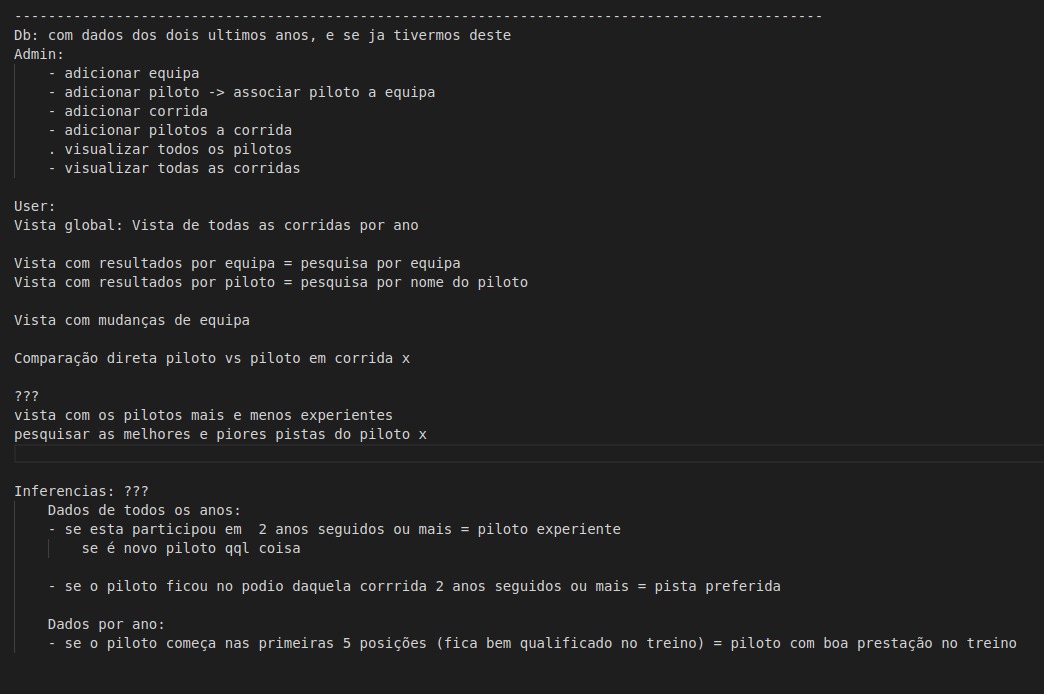 ------------------------------------------------------------------------------------------------
Db: com dados dos dois ultimos anos, e se ja tivermos deste
Admin:
    - adicionar equipa
    - adicionar piloto -> associar piloto a equipa
    - adicionar corrida
    - adicionar pilotos a corrida
    . visualizar todos os pilotos
    - visualizar todas as corridas
User:
Vista global: Vista de todas as corridas por ano
Vista com resultados por equipa = pesquisa por equipa
Vista com resultados por piloto = pesquisa por nome do piloto
Vista com mudanças de equipa
Comparação direta piloto vs piloto em corrida x
???
vista com os pilotos mais e menos experientes
pesquisar as melhores e piores pistas do piloto x
Inferencias: ???
    Dados de todos os anos:
    - se esta participou em  2 anos seguidos ou mais = piloto experiente
        se é novo piloto qql coisa
    - se o piloto ficou no podio daquela corrrida 2 anos seguidos ou mais = pista preferida
    Dados por ano:
    - se o piloto começa nas primeiras 5 posições (fica bem qualificado no treino) = piloto com boa prestação no treino